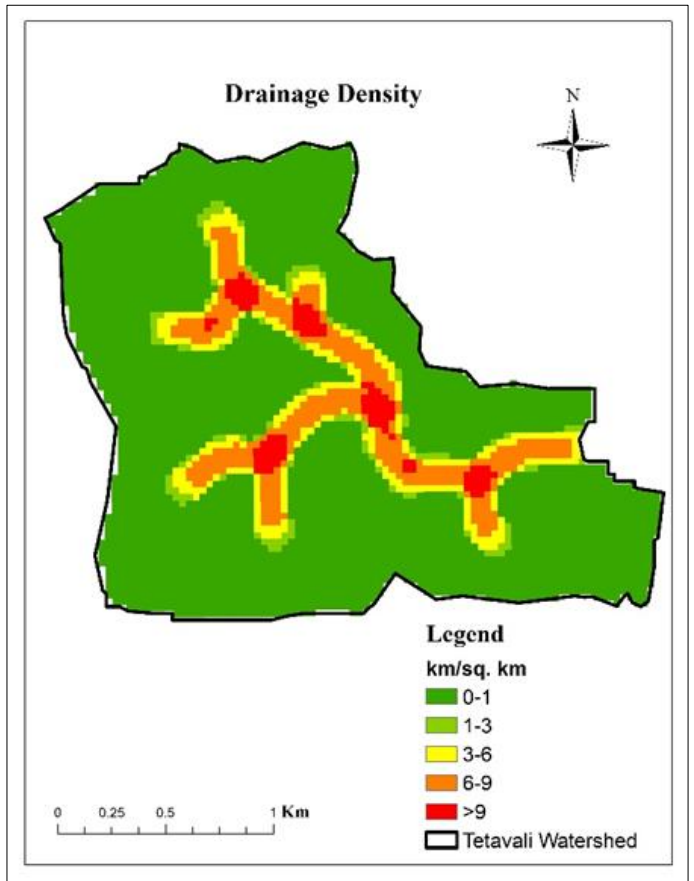 Drainage Density
N
Legend
km/sq. km
0-1
1-3
3-6
6-9
>9
Tetavali Watershed
0 0.25 0.5 1 Km